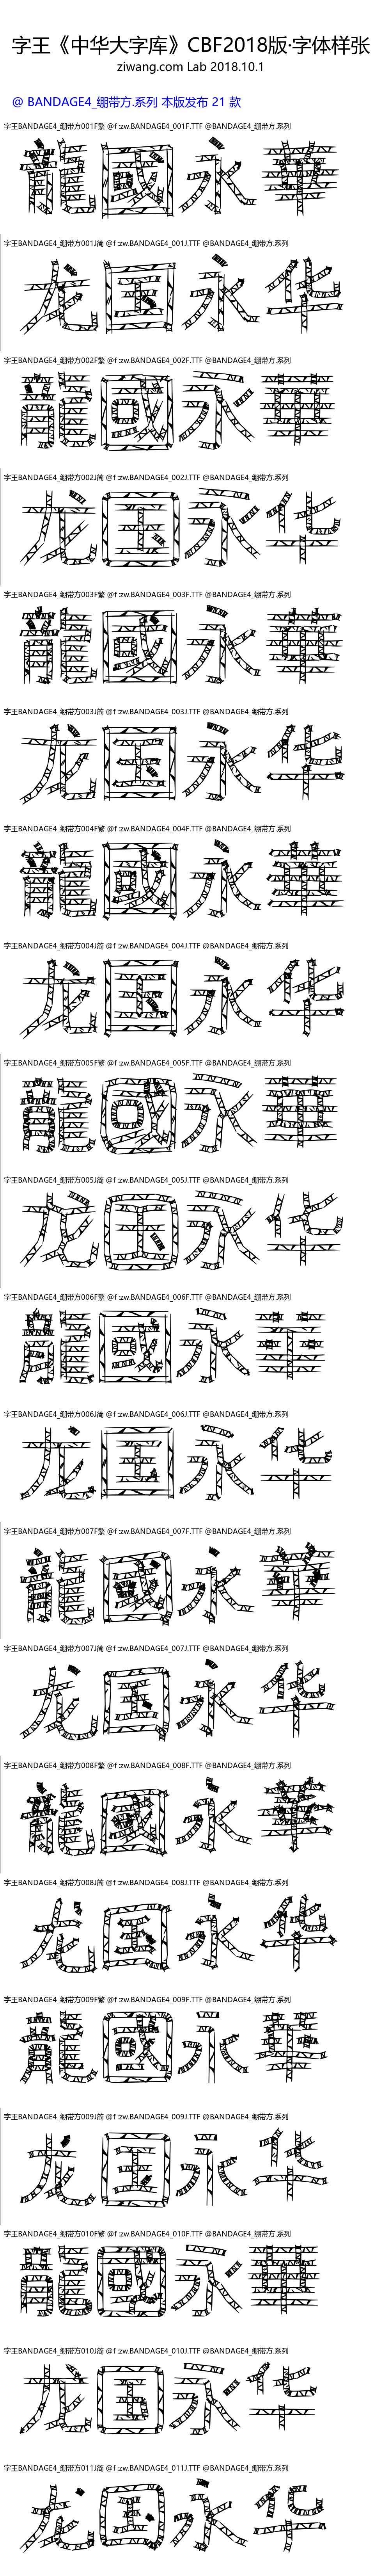 字王《中华大字库》CBF2018版·字体样张
ziwang.com Lab 2018.10.1
@ BANDAGE4_绷带方.系列 本版发布 21 款
字王BANDAGE4_绷带方001F繁 @f :zw.BANDAGE4_001F.TTF @BANDAGE4_绷带方.系列
龍國永華
字王BANDAGE4_绷带方001J简 @f :zw.BANDAGE4_001J.TTF @BANDAGE4_绷带方.系列
龙国永华
字王BANDAGE4_绷带方002F繁 @f :zw.BANDAGE4_002F.TTF @BANDAGE4_绷带方.系列
龍國永華
字王BANDAGE4_绷带方002J简 @f :zw.BANDAGE4_002J.TTF @BANDAGE4_绷带方.系列
龙国永华
字王BANDAGE4_绷带方003F繁 @f :zw.BANDAGE4_003F.TTF @BANDAGE4_绷带方.系列
龍國永華
字王BANDAGE4_绷带方003J简 @f :zw.BANDAGE4_003J.TTF @BANDAGE4_绷带方.系列
龙国永华
字王BANDAGE4_绷带方004F繁 @f :zw.BANDAGE4_004F.TTF @BANDAGE4_绷带方.系列
龍國永華
字王BANDAGE4_绷带方004J简 @f :zw.BANDAGE4_004J.TTF @BANDAGE4_绷带方.系列
龙国永华
字王BANDAGE4_绷带方005F繁 @f :zw.BANDAGE4_005F.TTF @BANDAGE4_绷带方.系列
龍國永華
字王BANDAGE4_绷带方005J简 @f :zw.BANDAGE4_005J.TTF @BANDAGE4_绷带方.系列
龙国永华
字王BANDAGE4_绷带方006F繁 @f :zw.BANDAGE4_006F.TTF @BANDAGE4_绷带方.系列
龍國永華
字王BANDAGE4_绷带方006J简 @f :zw.BANDAGE4_006J.TTF @BANDAGE4_绷带方.系列
龙国永华
字王BANDAGE4_绷带方007F繁 @f :zw.BANDAGE4_007F.TTF @BANDAGE4_绷带方.系列
龍國永華
字王BANDAGE4_绷带方007J简 @f :zw.BANDAGE4_007J.TTF @BANDAGE4_绷带方.系列
龙国永华
字王BANDAGE4_绷带方008F繁 @f :zw.BANDAGE4_008F.TTF @BANDAGE4_绷带方.系列
龍國永華
字王BANDAGE4_绷带方008J简 @f :zw.BANDAGE4_008J.TTF @BANDAGE4_绷带方.系列
龙国永华
字王BANDAGE4_绷带方009F繁 @f :zw.BANDAGE4_009F.TTF @BANDAGE4_绷带方.系列
龍國永華
字王BANDAGE4_绷带方009J简 @f :zw.BANDAGE4_009J.TTF @BANDAGE4_绷带方.系列
龙国永华
字王BANDAGE4_绷带方010F繁 @f :zw.BANDAGE4_010F.TTF @BANDAGE4_绷带方.系列
龍國永華
字王BANDAGE4_绷带方010J简 @f :zw.BANDAGE4_010J.TTF @BANDAGE4_绷带方.系列
龙国永华
字王BANDAGE4_绷带方011J简 @f :zw.BANDAGE4_011J.TTF @BANDAGE4_绷带方.系列
龙国永华